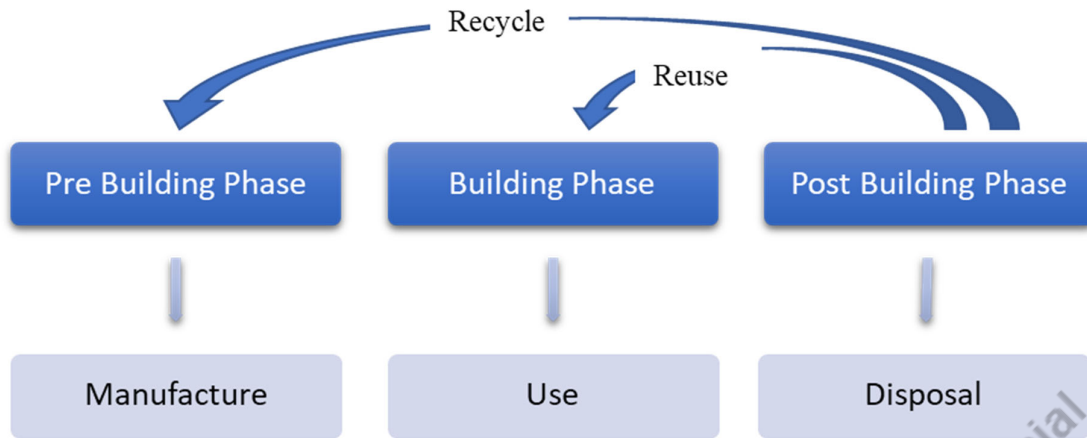 Recycle
Reuse
Pre Building Phase
Building Phase
Post Building Phase
Manufacture
Use
Disposal